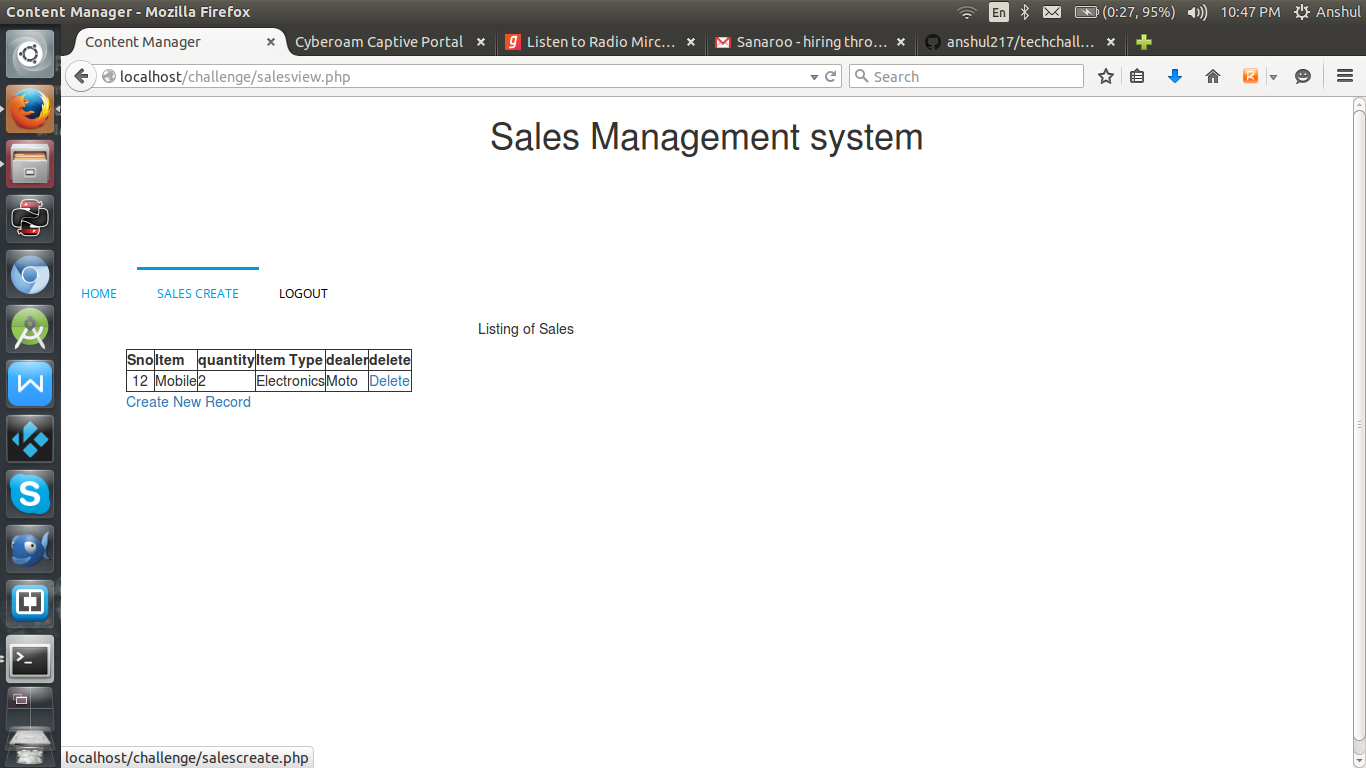 Content Manager - Mozilla Firefox En (0:27, 95%) 10:47 PM Anshul
Content Manager Cyberoam Captive Portal Listen to Radio Mirc... Sanaroo - hiring thro... anshul217/techchall...
localhost/challenge/salesview.php Search
Sales Management system
HOME SALES CREATE LOGOUT
Listing of Sales
Sno Item quantity Item Type dealer delete
12 Mobile 2 Electronics Moto Delete
Create New Record
localhost/challenge/salescreate.php